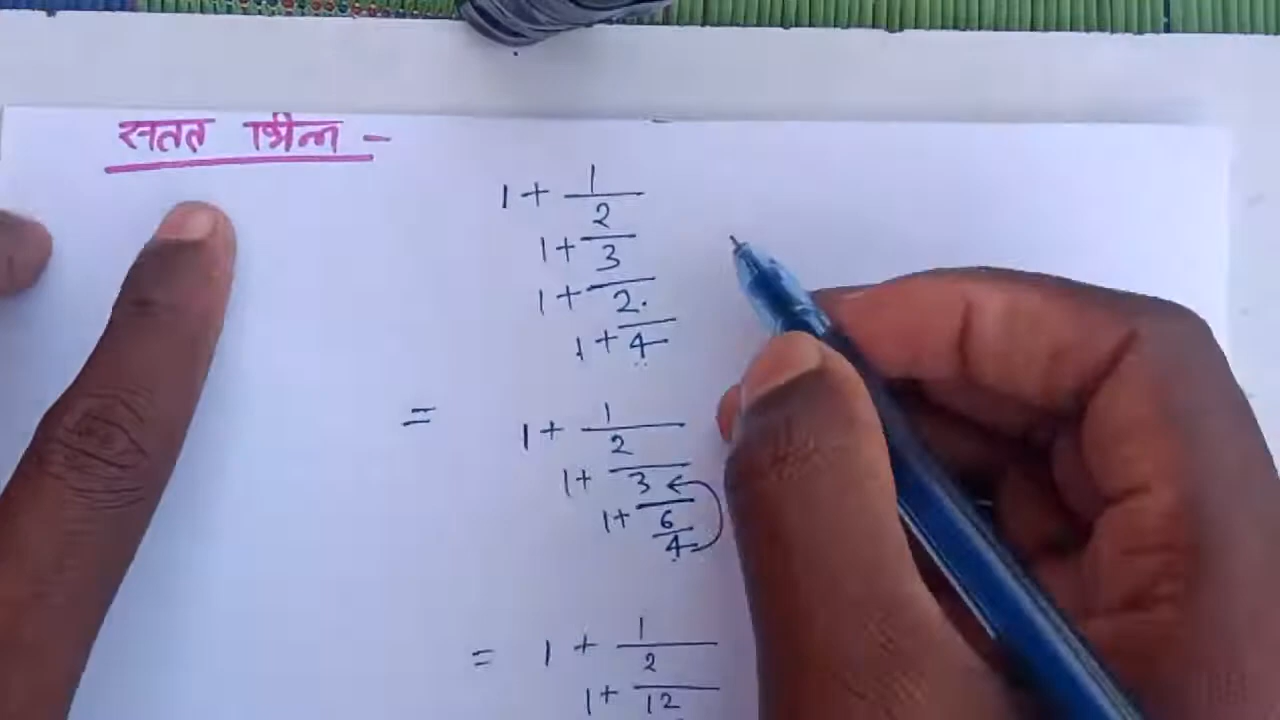 सतत भिन्न -
1 + 1
2
1 + 3
1 + 2.
1 + 4
= 1 + 1
2
1 + 3
1 + 6
4
= 1 + 1
2
1 + 12